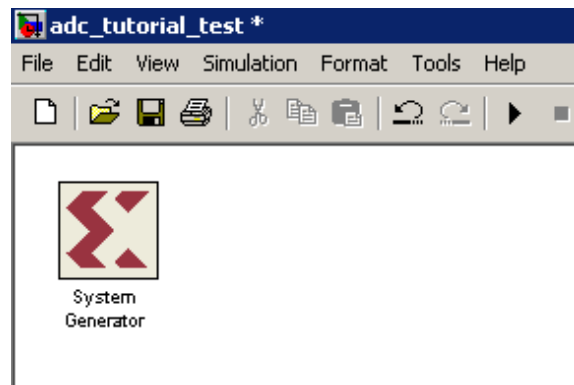 adc_tutorial_test *
File Edit View Simulation Format Tools Help
System
Generator